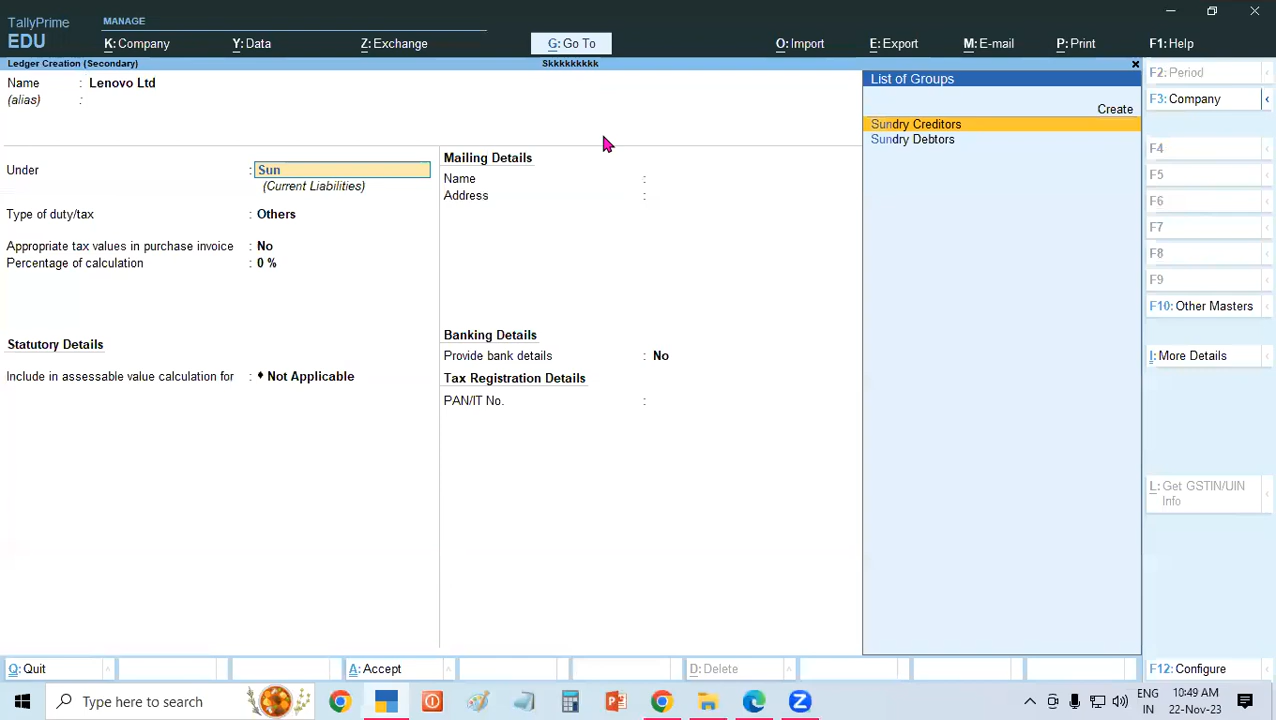 TallyPrime
EDU
MANAGE
K: Company
Y: Data
Z: Exchange
G: Go To
O: Import
E: Export
M: E-mail
P: Print
F1: Help
Ledger Creation (Secondary)
Skkkkkkkkk
Name : Lenovo Ltd
(alias) :
Under : Sun
(Current Liabilities)
Type of duty/tax : Others
Appropriate tax values in purchase invoice : No
Percentage of calculation : 0 %
Statutory Details
Include in assessable value calculation for : ♦ Not Applicable
Mailing Details
Name :
Address :
Banking Details
Provide bank details : No
Tax Registration Details
PAN/IT No. :
List of Groups
Create
Sundry Creditors
Sundry Debtors
F2: Period
F3: Company
F4
F5
F6
F7
F8
F9
F10: Other Masters
I: More Details
L: Get GSTIN/UIN
Info
Q: Quit
A: Accept
D: Delete
F12: Configure
Type here to search
ENG
IN
10:49 AM
22-Nov-23